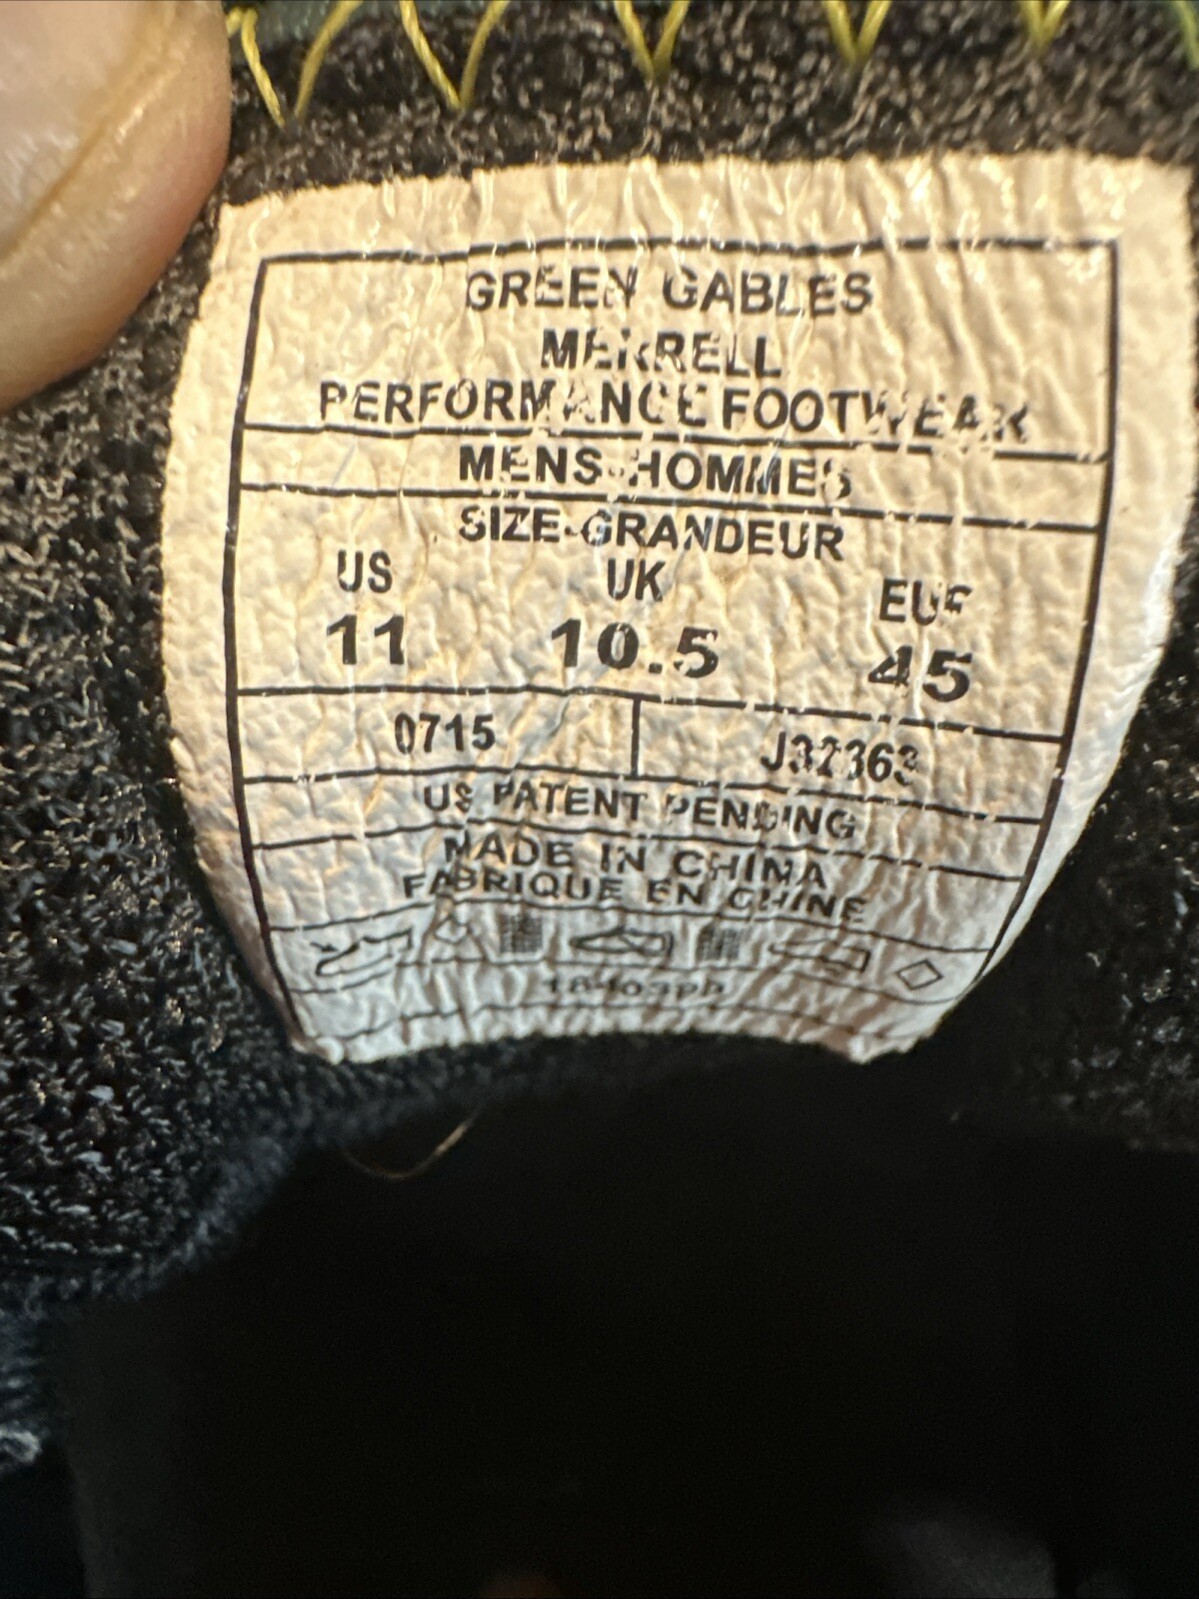 GREEN GABLES
MERRELL
PERFORMANCE FOOTWEAR
MENS-HOMMES
SIZE-GRANDEUR
US UK EUR
11 10.5 45
0715 J32363
US PATENT PENDING
MADE IN CHINA
FABRIQUE EN CHINE